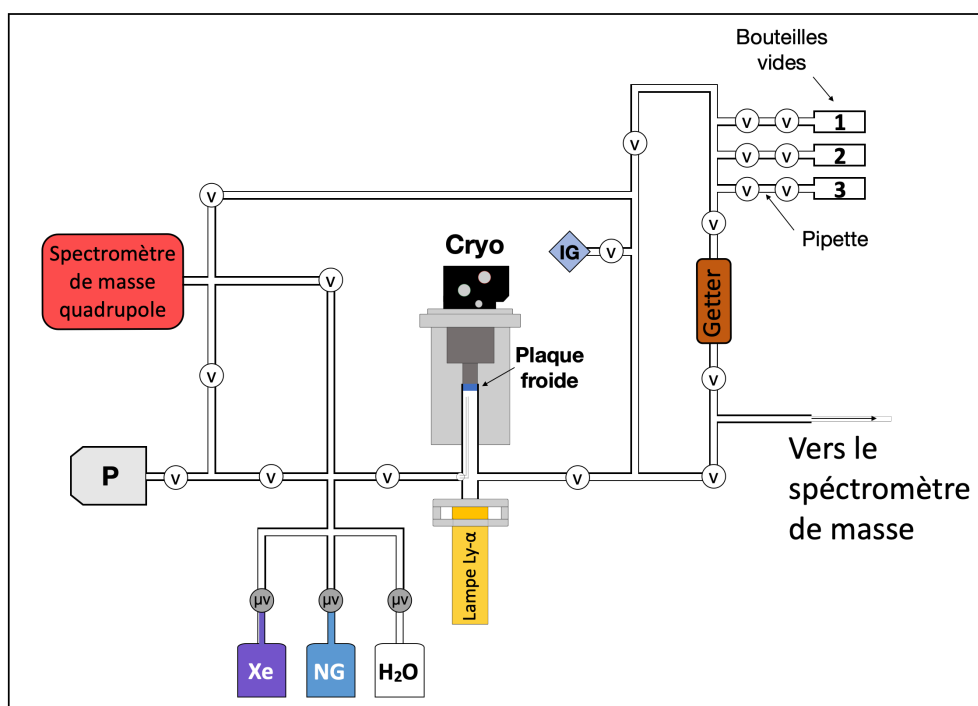 Bouteilles
vides
v
v
v
1
v
v
2
v
v
3
Pipette
v
v
Spectromètre
de masse
quadrupole
v
Cryo
IG
v
Getter
Plaque
froide
v
v
P
v
v
v
v
v
Vers le
spéctromètre
de masse
Lampe Ly-α
μv
μv
μv
Xe
NG
H₂O